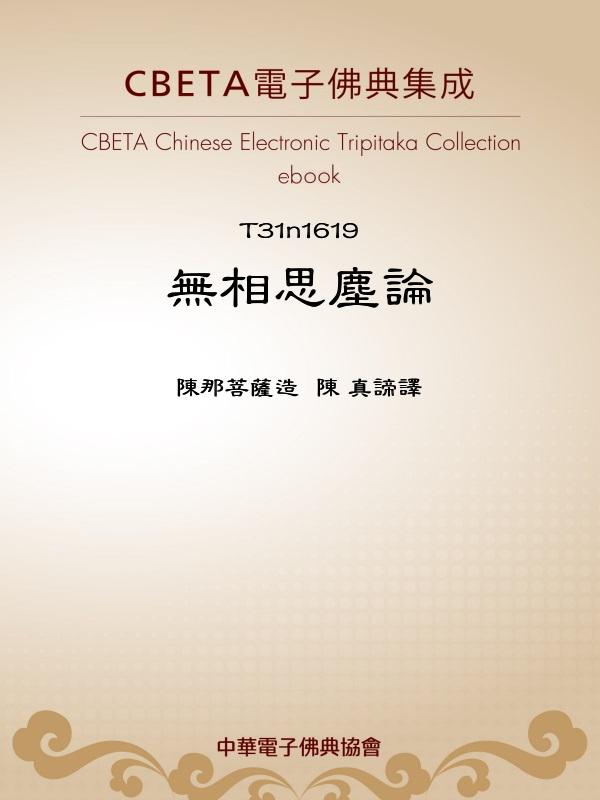 CBETA電子佛典集成
CBETA Chinese Electronic Tripitaka Collection
ebook
T31n1619
無相思塵論
陳那菩薩造 陳 真諦譯
中華電子佛典協會